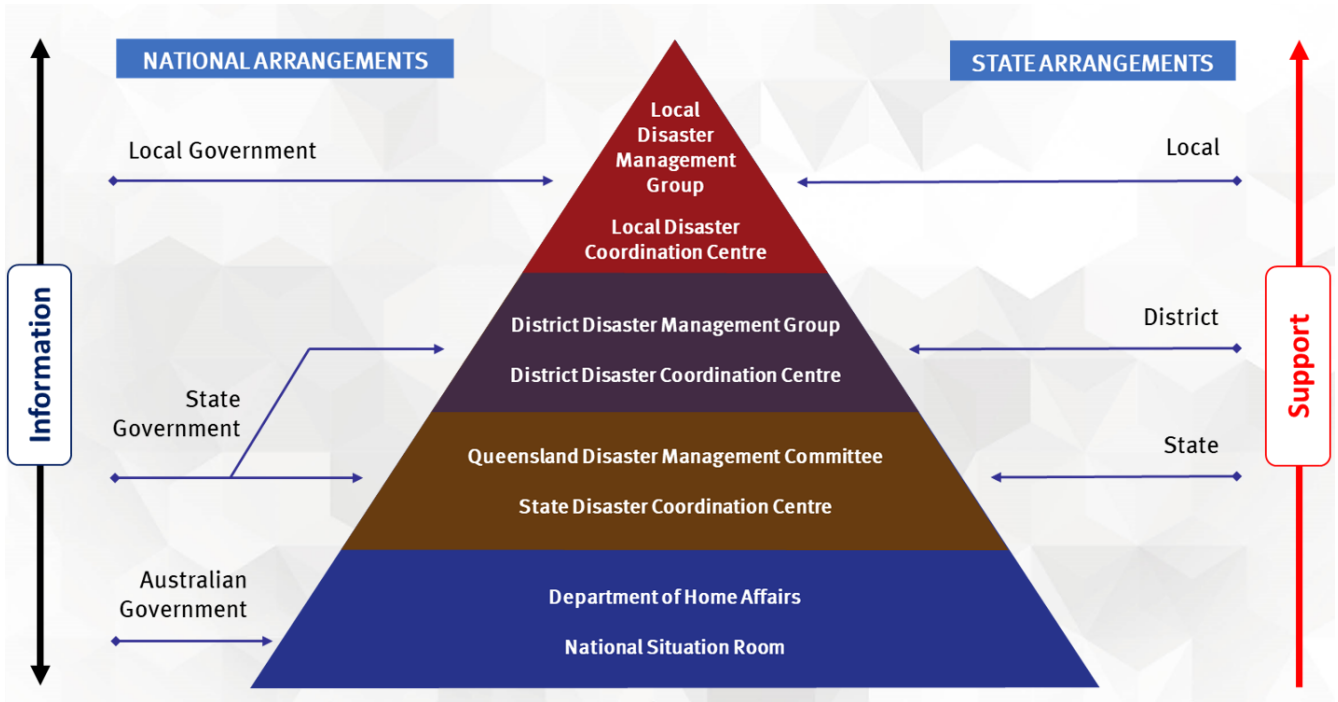 NATIONAL ARRANGEMENTS
STATE ARRANGEMENTS
Local
Disaster
Management
Group
Local Disaster
Coordination Centre
Local Government
Local
District Disaster Management Group
District Disaster Coordination Centre
District
State
Government
Queensland Disaster Management Committee
State Disaster Coordination Centre
State
Australian
Government
Department of Home Affairs
National Situation Room
Information
Support